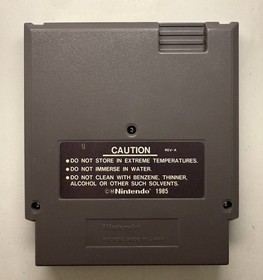 CAUTION REV-A
• DO NOT STORE IN EXTREME TEMPERATURES.
• DO NOT IMMERSE IN WATER.
• DO NOT CLEAN WITH BENZENE, THINNER,
ALCOHOL OR OTHER SUCH SOLVENTS.
©™Nintendo® 1985
Nintendo